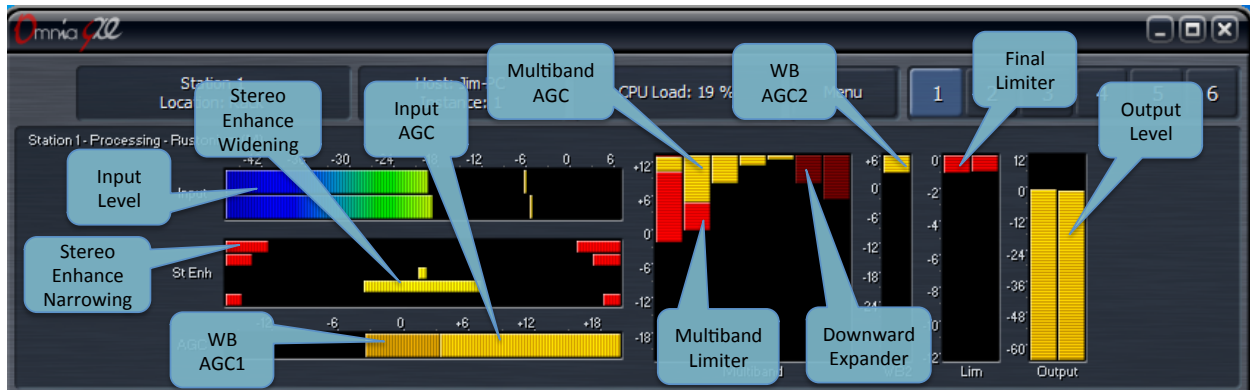 Omnia 9XE
Station 1
Host: Jim-PC
Instance: 1
CPU Load: 19 %
Menu
1 2 3 4 5 6
Stereo
Enhance
Widening
Input
AGC
Multiband
AGC
WB
AGC2
Final
Limiter
Output
Level
Station 1 - Processing -
Input
Level
Input
-42 -30 -24 -18 -12 -6 0 6
Stereo
Enhance
Narrowing
St Enh
-12 -6 0 +6 +12 +18
AGC
WB
AGC1
+12
+6
0
-6
-12
-18
Multiband
Limiter
Downward
Expander
Multiband
+6
0
-6
-12
-18
-24
WB2
0
-2
-4
-6
-8
Lim
12
0
-12
-24
-36
-48
-60
Output